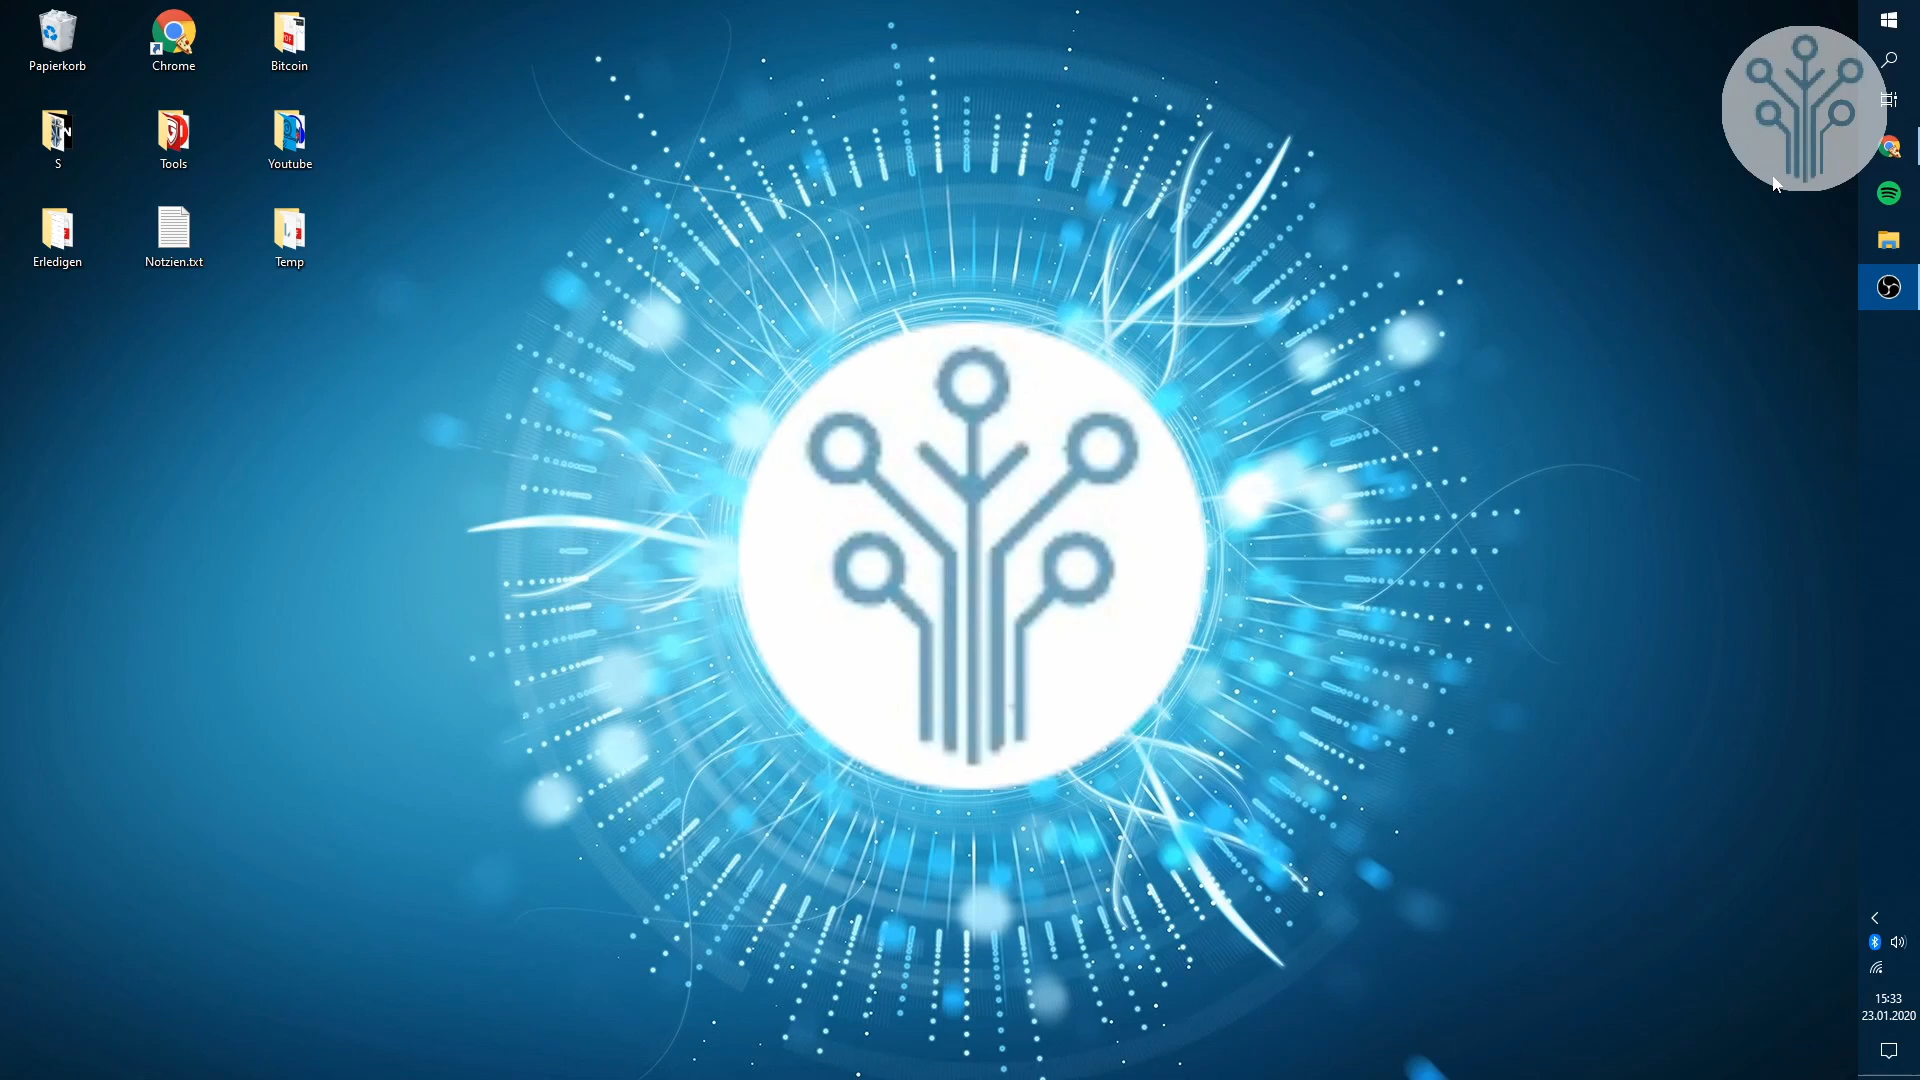 Papierkorb
Chrome
Bitcoin
S
Tools
Youtube
Erledigen
Notzien.txt
Temp
15:33
23.01.2020